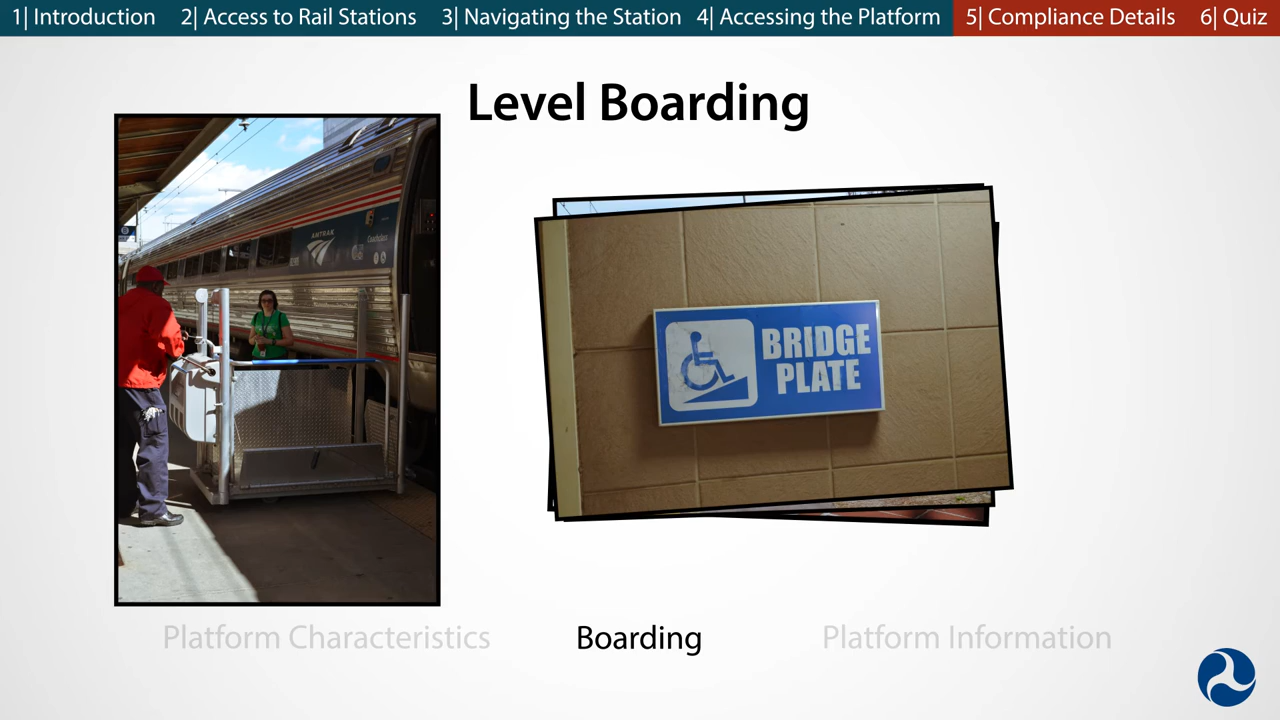 1| Introduction 2| Access to Rail Stations 3| Navigating the Station 4| Accessing the Platform 5| Compliance Details 6| Quiz
Level Boarding
AMTRAK
BRIDGE
PLATE
Platform Characteristics Boarding Platform Information